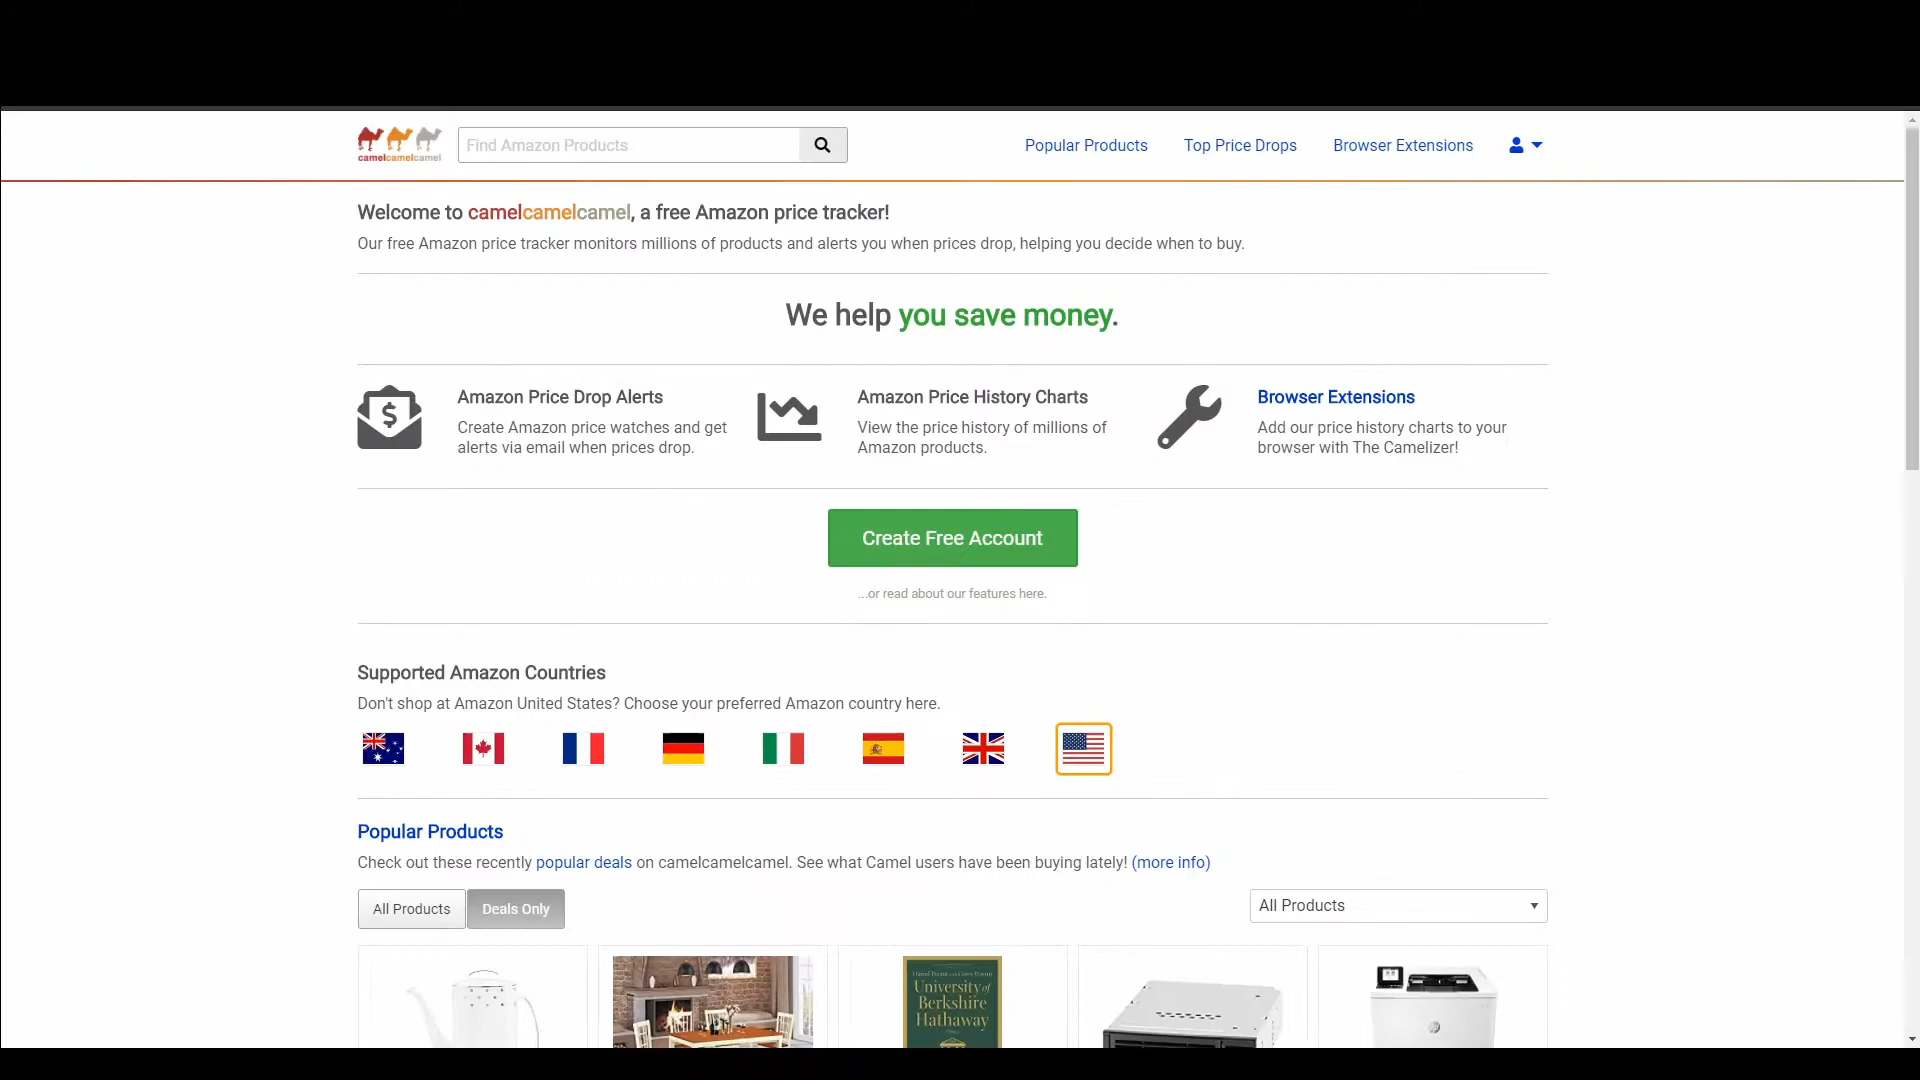 camelcamelcamel
Find Amazon Products
Popular Products
Top Price Drops
Browser Extensions
Welcome to camelcamelcamel, a free Amazon price tracker!
Our free Amazon price tracker monitors millions of products and alerts you when prices drop, helping you decide when to buy.
We help you save money.
Amazon Price Drop Alerts
Create Amazon price watches and get
alerts via email when prices drop.
Amazon Price History Charts
View the price history of millions of
Amazon products.
Browser Extensions
Add our price history charts to your
browser with The Camelizer!
Create Free Account
...or read about our features here.
Supported Amazon Countries
Don't shop at Amazon United States? Choose your preferred Amazon country here.
Popular Products
Check out these recently popular deals on camelcamelcamel. See what Camel users have been buying lately! (more info)
All Products
Deals Only
All Products
University of
Berkshire
Hathaway